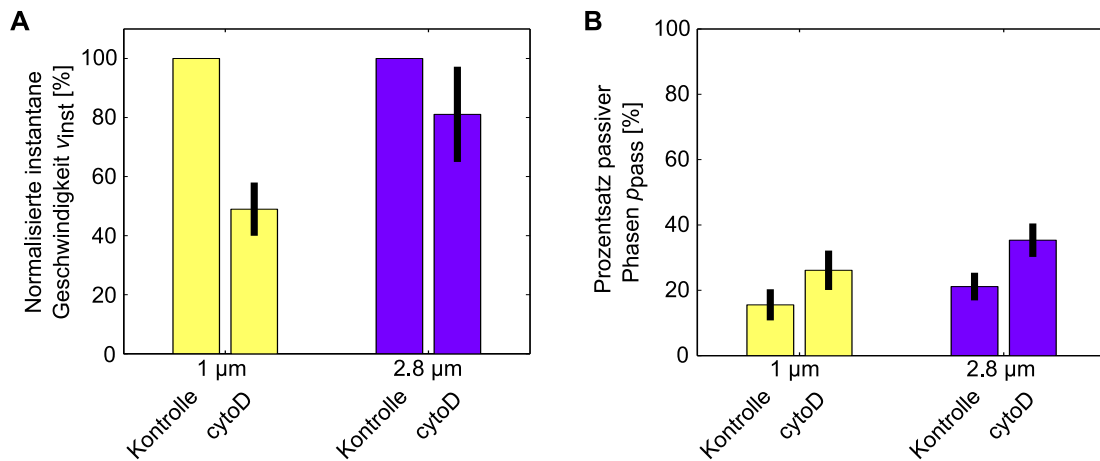 A
Normalisierte instantane
Geschwindigkeit vinst [%]
100
80
60
40
20
0
1 µm
2.8 µm
Kontrolle
cytoD
Kontrolle
cytoD
B
Prozentsatz passiver
Phasen ppass [%]
100
80
60
40
20
0
1 µm
2.8 µm
Kontrolle
cytoD
Kontrolle
cytoD